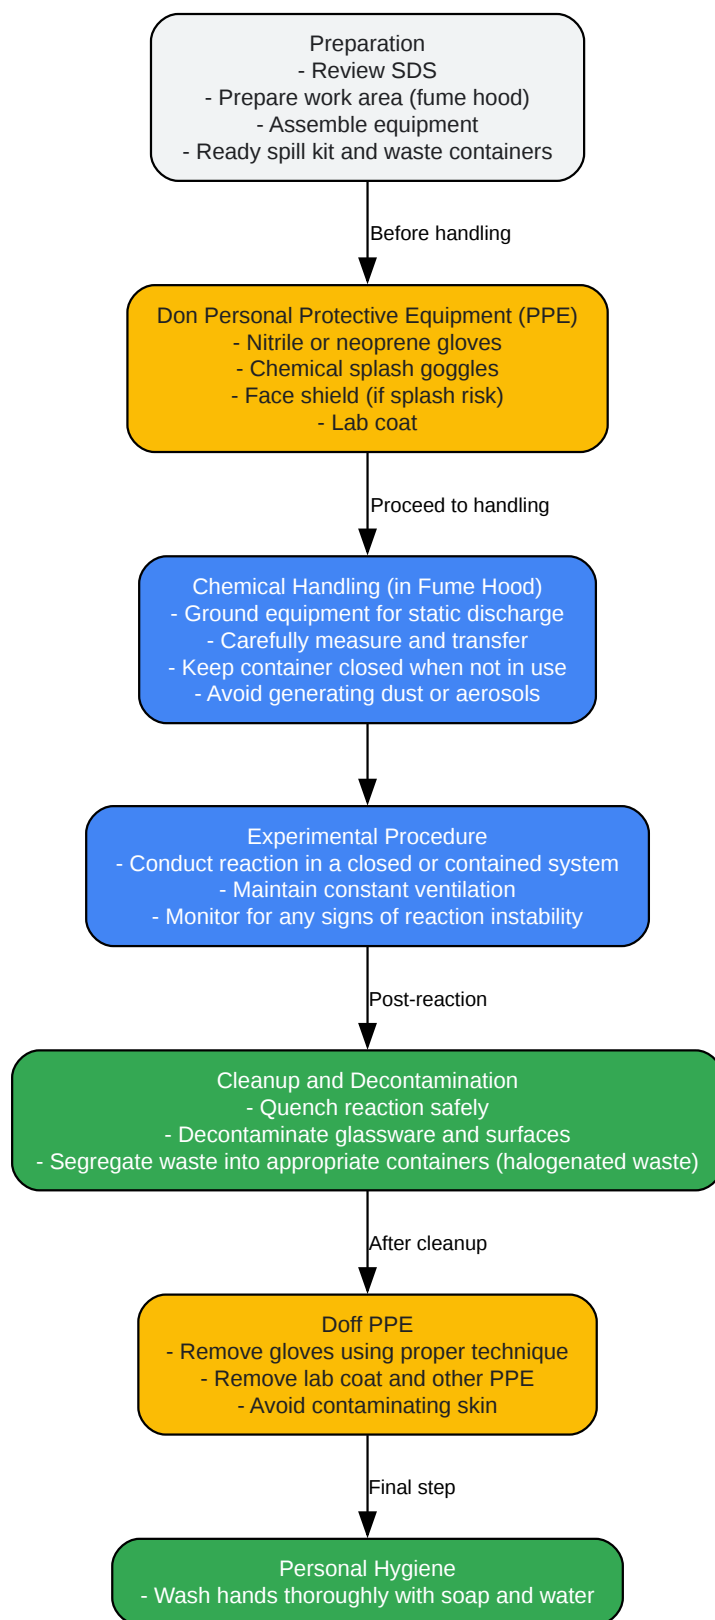 Preparation
- Review SDS
- Prepare work area (fume hood)
- Assemble equipment
- Ready spill kit and waste containers
Before handling
Don Personal Protective Equipment (PPE)
- Nitrile or neoprene gloves
- Chemical splash goggles
- Face shield (if splash risk)
- Lab coat
Proceed to handling
Chemical Handling (in Fume Hood)
- Ground equipment for static discharge
- Carefully measure and transfer
- Keep container closed when not in use
- Avoid generating dust or aerosols
Experimental Procedure
- Conduct reaction in a closed or contained system
- Maintain constant ventilation
- Monitor for any signs of reaction instability
Post-reaction
Cleanup and Decontamination
- Quench reaction safely
- Decontaminate glassware and surfaces
- Segregate waste into appropriate containers (halogenated waste)
After cleanup
Doff PPE
- Remove gloves using proper technique
- Remove lab coat and other PPE
- Avoid contaminating skin
Final step
Personal Hygiene
- Wash hands thoroughly with soap and water